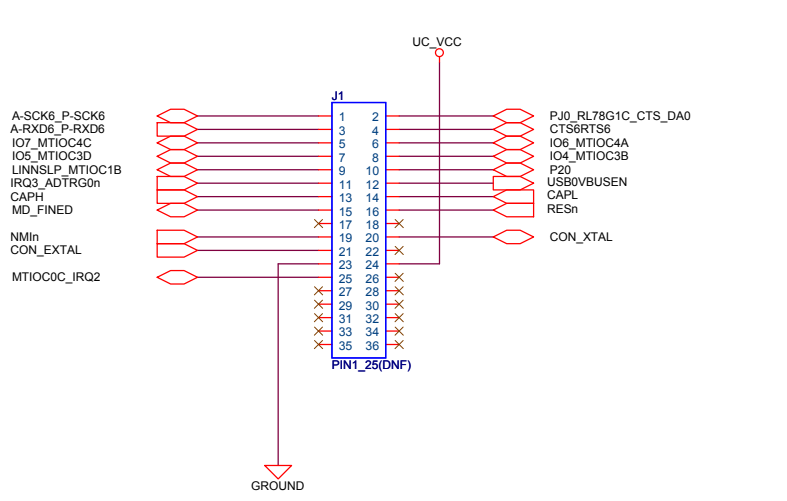 UC_VCC
J1
A-SCK6_P-SCK6 1 2 PJ0_RL78G1C_CTS_DA0
A-RXD6_P-RXD6 3 4 CTS6RTS6
IO7_MTIOC4C 5 6 IO6_MTIOC4A
IO5_MTIOC3D 7 8 IO4_MTIOC3B
LINNSLP_MTIOC1B 9 10 P20
IRQ3_ADTRG0n 11 12 USB0VBUSEN
CAPH 13 14 CAPL
MD_FINED 15 16 RESn
17 18
NMIn 19 20 CON_XTAL
CON_EXTAL 21 22
23 24
MTIOC0C_IRQ2 25 26
27 28
29 30
31 32
33 34
35 36
PIN1_25(DNF)
GROUND